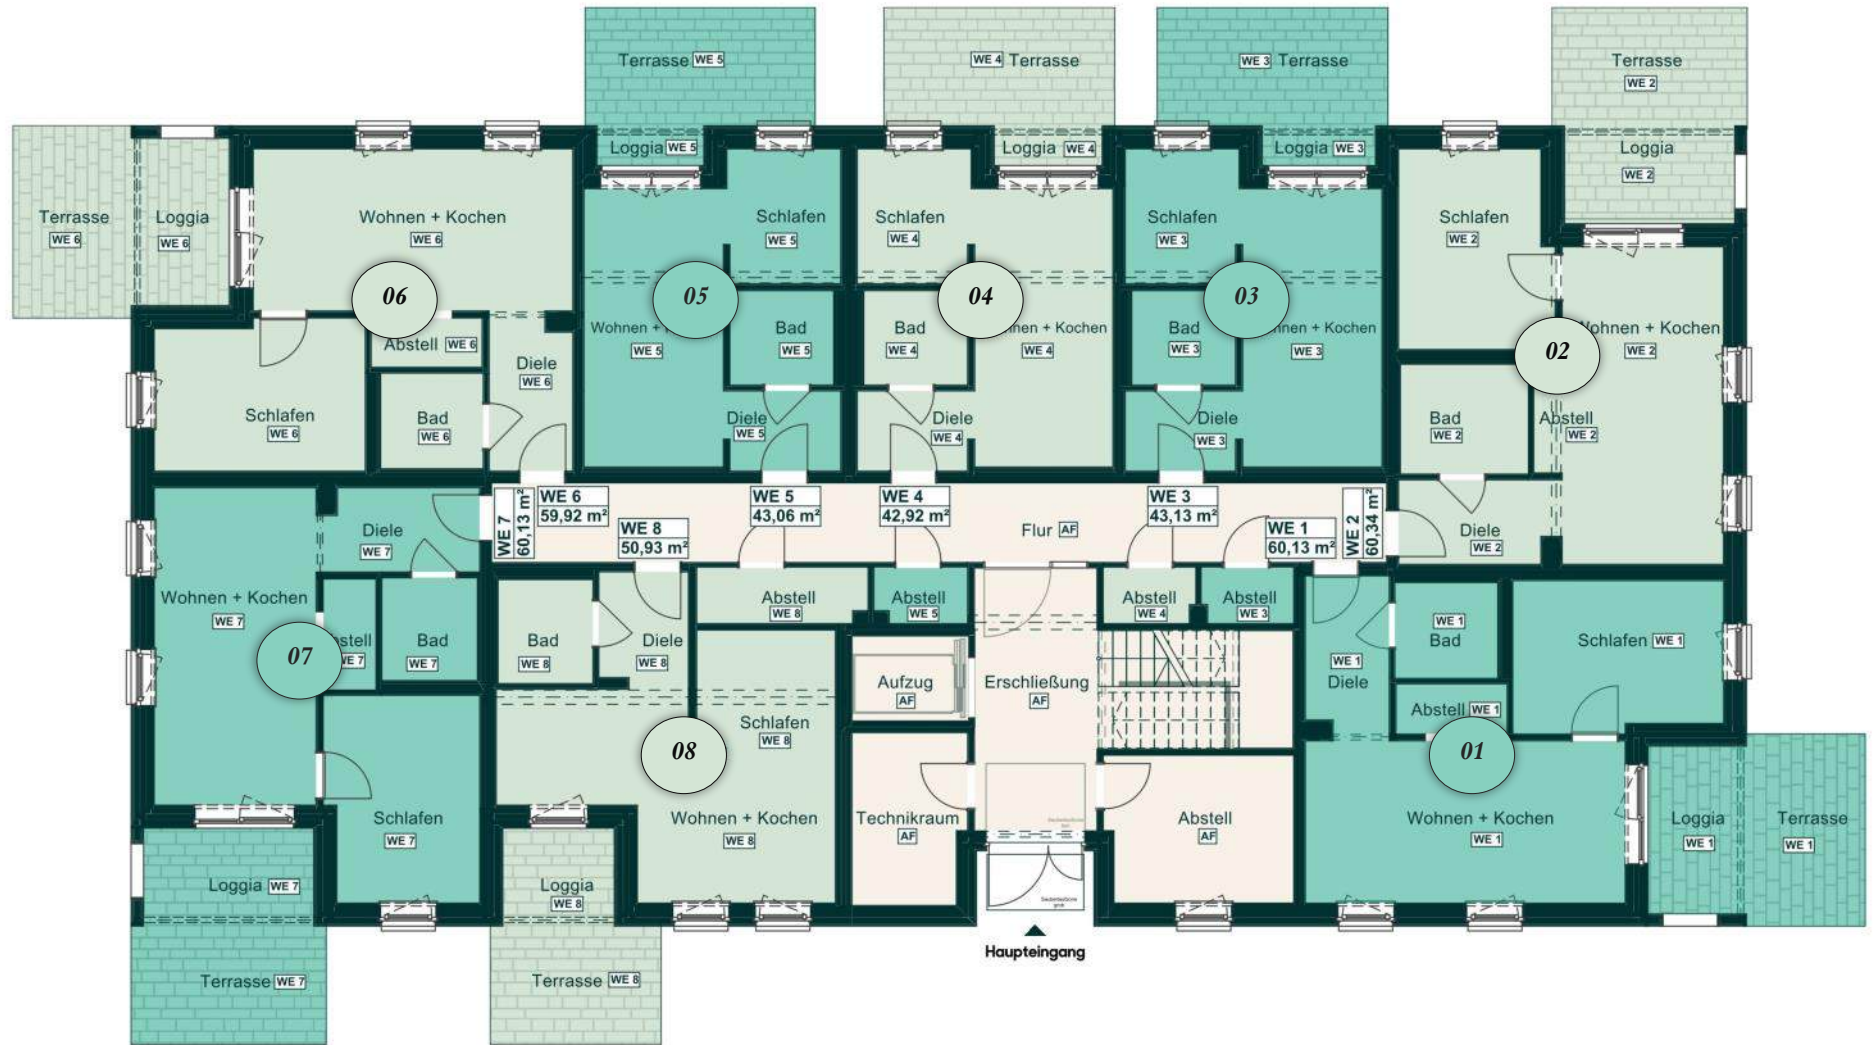 Terrasse WE 5
WE 4 Terrasse
WE 3 Terrasse
Terrasse
WE 2
Loggia WE 5
Loggia WE 4
Loggia WE 3
Loggia
WE 2
Terrasse
WE 6
Loggia
WE 6
Wohnen + Kochen
WE 6
Schlafen
WE 5
Schlafen
WE 4
Schlafen
WE 3
Schlafen
WE 2
06
05
04
03
02
Abstell WE 6
Diele
WE 6
Wohnen +
WE 5
Bad
WE 5
Bad
WE 4
+ Kochen
WE 4
Bad
WE 3
+ Kochen
WE 3
Wohnen + Kochen
WE 2
Schlafen
WE 6
Bad
WE 6
Diele
WE 5
Diele
WE 4
Diele
WE 3
Bad
WE 2
Abstell
WE 2
WE 7
60,13 m²
WE 6
59,92 m²
WE 8
50,93 m²
WE 5
43,06 m²
WE 4
42,92 m²
Flur AF
WE 3
43,13 m²
WE 1
60,13 m²
WE 2
60,34 m²
Diele
WE 2
Diele
WE 7
Wohnen + Kochen
WE 7
07
WE 7
Bad
WE 7
Bad
WE 8
Diele
WE 8
Abstell
WE 8
Abstell
WE 5
Abstell
WE 4
Abstell
WE 3
WE 1
Bad
Schlafen WE 1
WE 1
Diele
Abstell WE 1
Aufzug
AF
Erschließung
AF
Schlafen
WE 8
08
01
Schlafen
WE 7
Wohnen + Kochen
WE 8
Technikraum
AF
Abstell
AF
Wohnen + Kochen
WE 1
Loggia
WE 1
Terrasse
WE 1
Loggia WE 7
Loggia
WE 8
Haupteingang
Terrasse WE 7
Terrasse WE 8